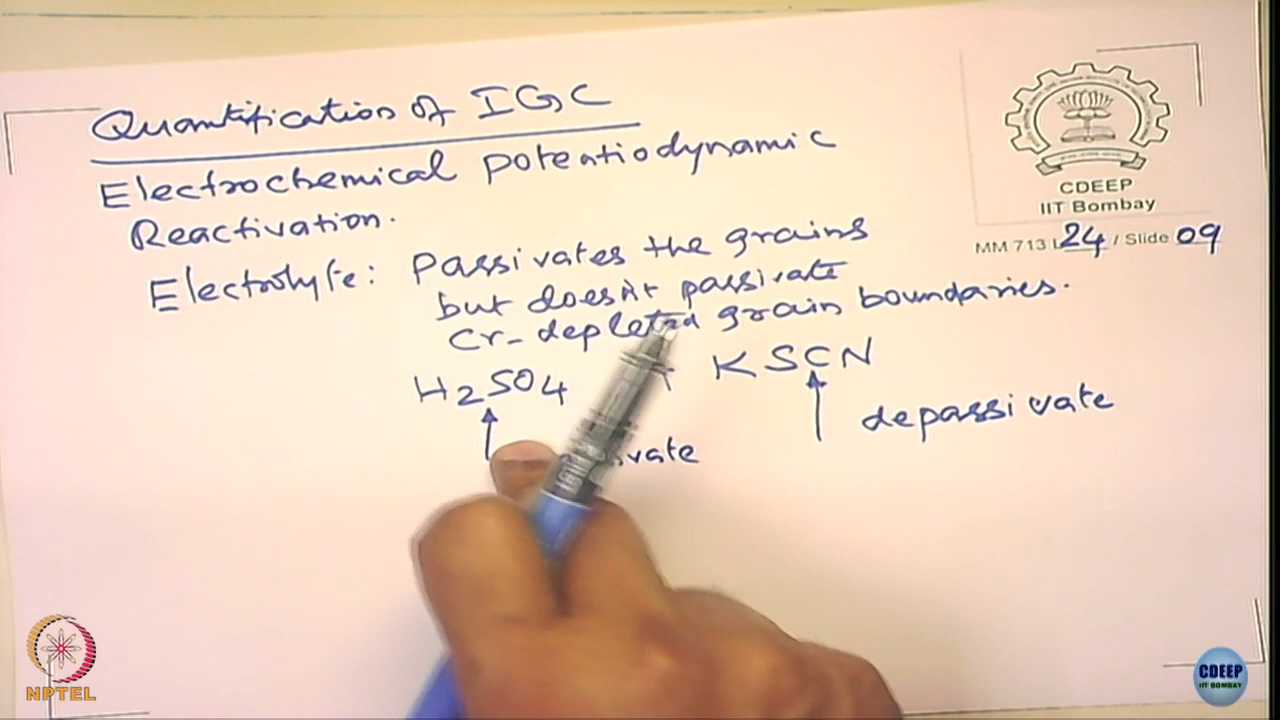 Quantification of IGC
Electrochemical Potentiodynamic
Reactivation.
Electrolyte: Passivates the grains
but doesn't passivate
Cr-depleted grain boundaries.
H2SO4 KSCN
depassivate
CDEEP
IIT Bombay
MM 713 L24 / Slide 09
NPTEL
CDEEP
IIT BOMBAY